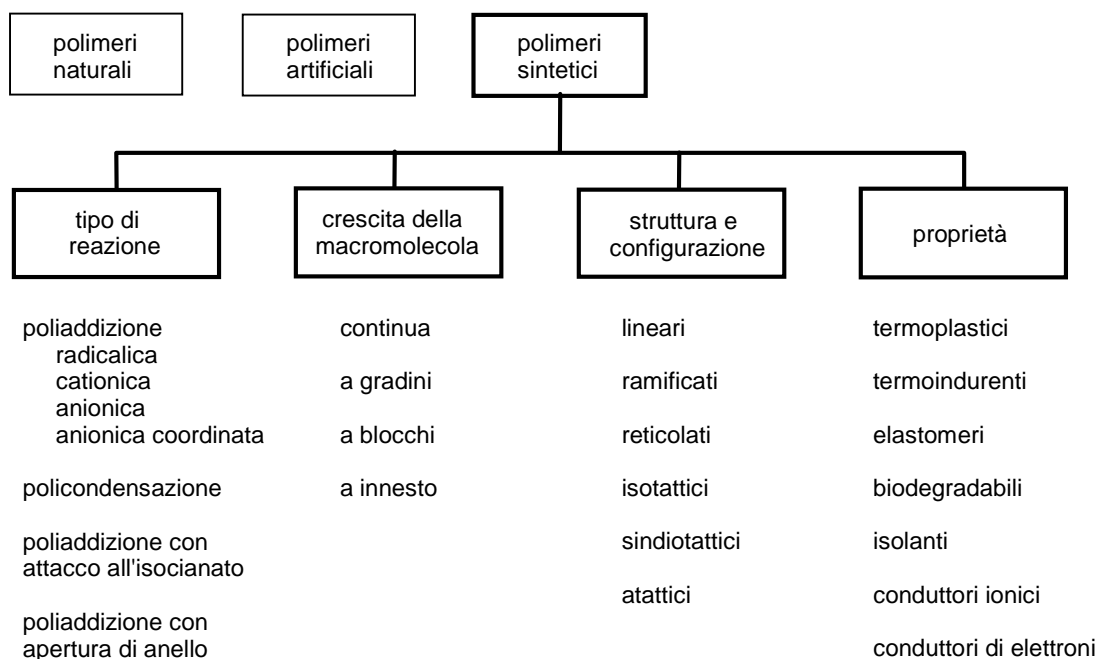 polimeri
naturali
polimeri
artificiali
polimeri
sintetici
tipo di
reazione
crescita della
macromolecola
struttura e
configurazione
proprietà
poliaddizione
radicalica
cationica
anionica
anionica coordinata
policondensazione
poliaddizione con
attacco all'isocianato
poliaddizione con
apertura di anello
continua
a gradini
a blocchi
a innesto
lineari
ramificati
reticolati
isotattici
sindiotattici
atattici
termoplastici
termoindurenti
elastomeri
biodegradabili
isolanti
conduttori ionici
conduttori di elettroni